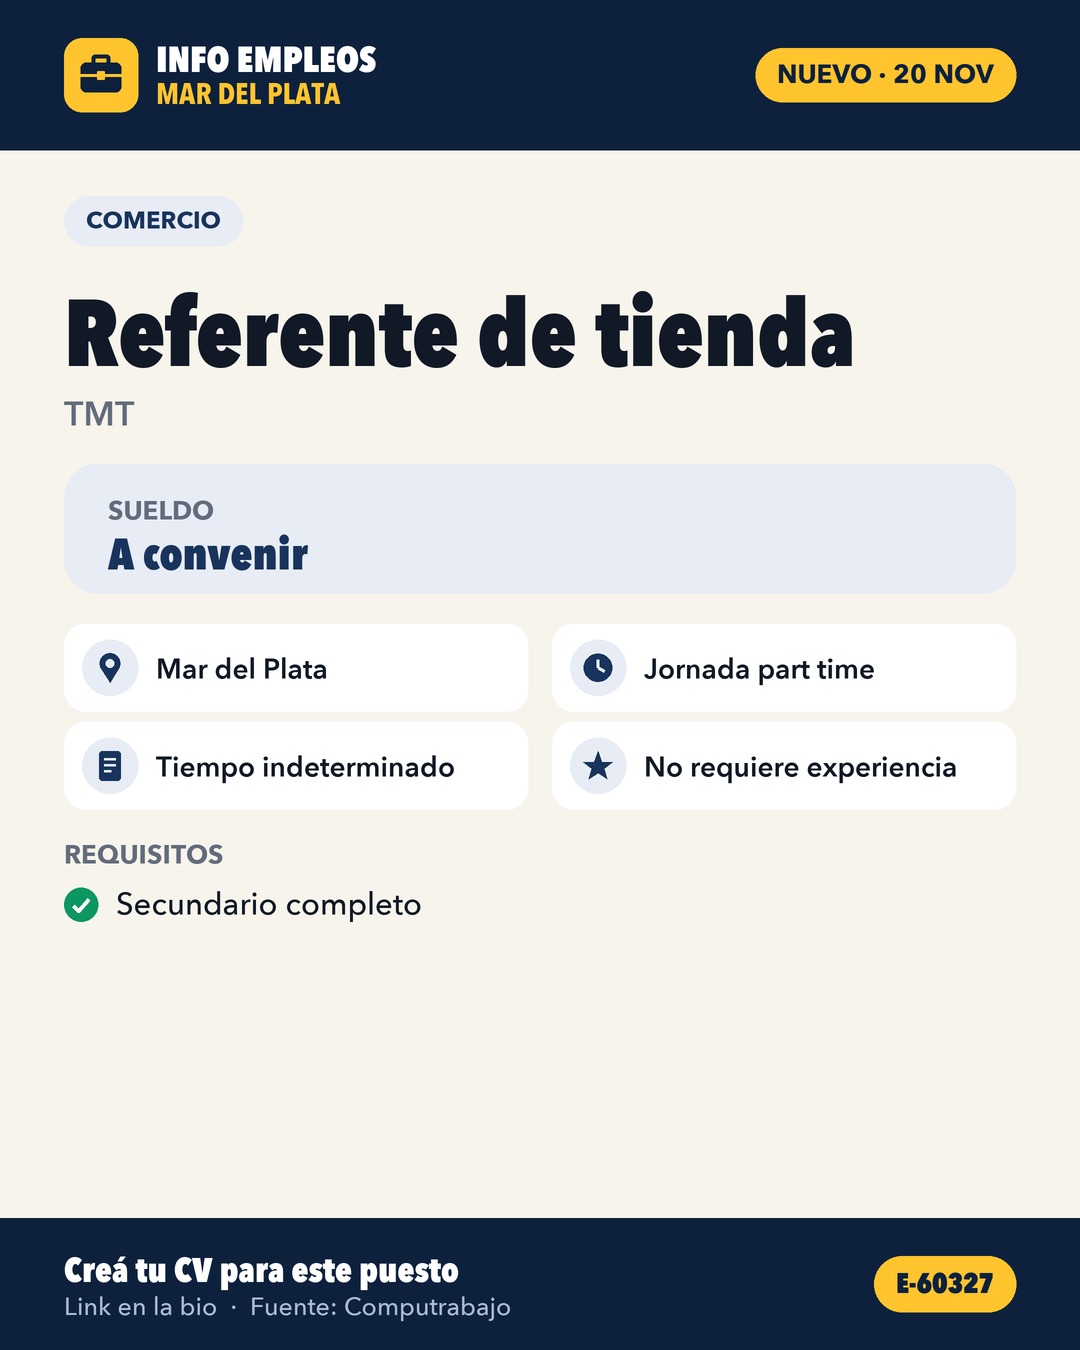 INFO EMPLEOS
MAR DEL PLATA
NUEVO · 20 NOV
COMERCIO
Referente de tienda
TMT
SUELDO
A convenir
Mar del Plata
Jornada part time
Tiempo indeterminado
No requiere experiencia
REQUISITOS
Secundario completo
Creá tu CV para este puesto
Link en la bio · Fuente: Computrabajo
E-60327